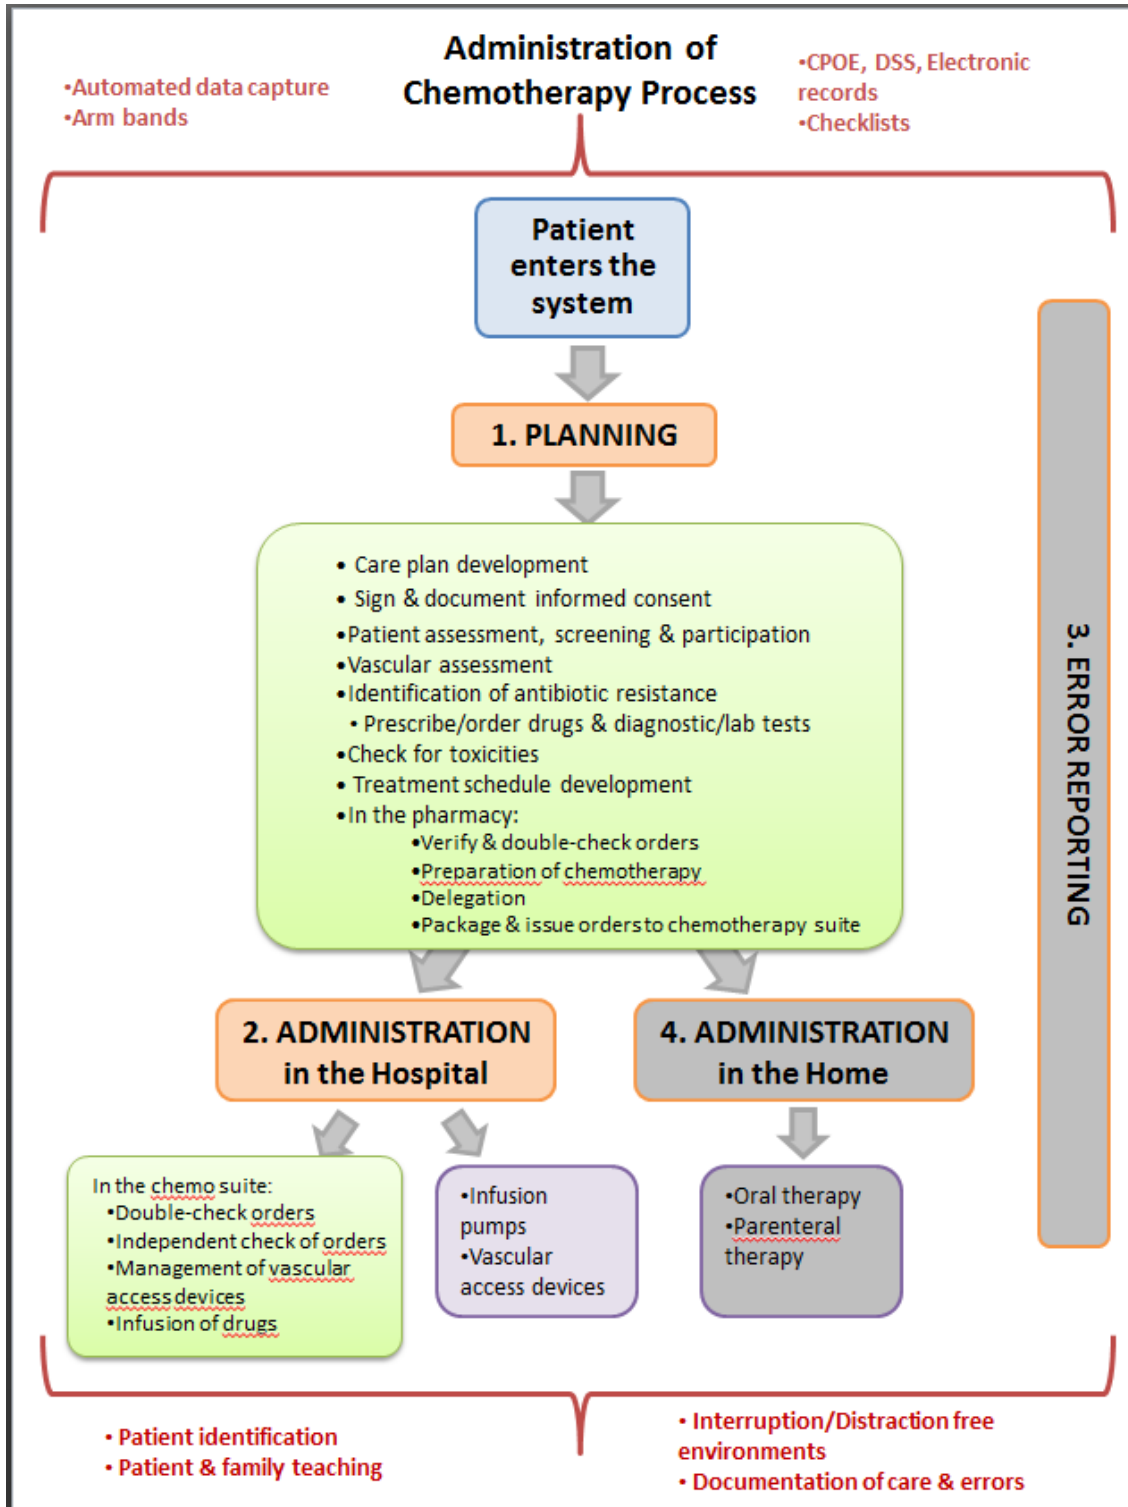 Administration of
Chemotherapy Process
•Automated data capture
•Arm bands
•CPOE, DSS, Electronic
records
•Checklists
Patient
enters the
system
1. PLANNING
• Care plan development
• Sign & document informed consent
•Patient assessment, screening & participation
•Vascular assessment
•Identification of antibiotic resistance
• Prescribe/order drugs & diagnostic/lab tests
•Check for toxicities
• Treatment schedule development
•In the pharmacy:
•Verify & double-check orders
•Preparation of chemotherapy
•Delegation
•Package & issue orders to chemotherapy suite
3. ERROR REPORTING
2. ADMINISTRATION
in the Hospital
4. ADMINISTRATION
in the Home
In the chemo suite:
•Double-check orders
•Independent check of orders
•Management of vascular
access devices
•Infusion of drugs
•Infusion
pumps
•Vascular
access devices
•Oral therapy
•Parenteral
therapy
• Patient identification
• Patient & family teaching
• Interruption/Distraction free
environments
• Documentation of care & errors